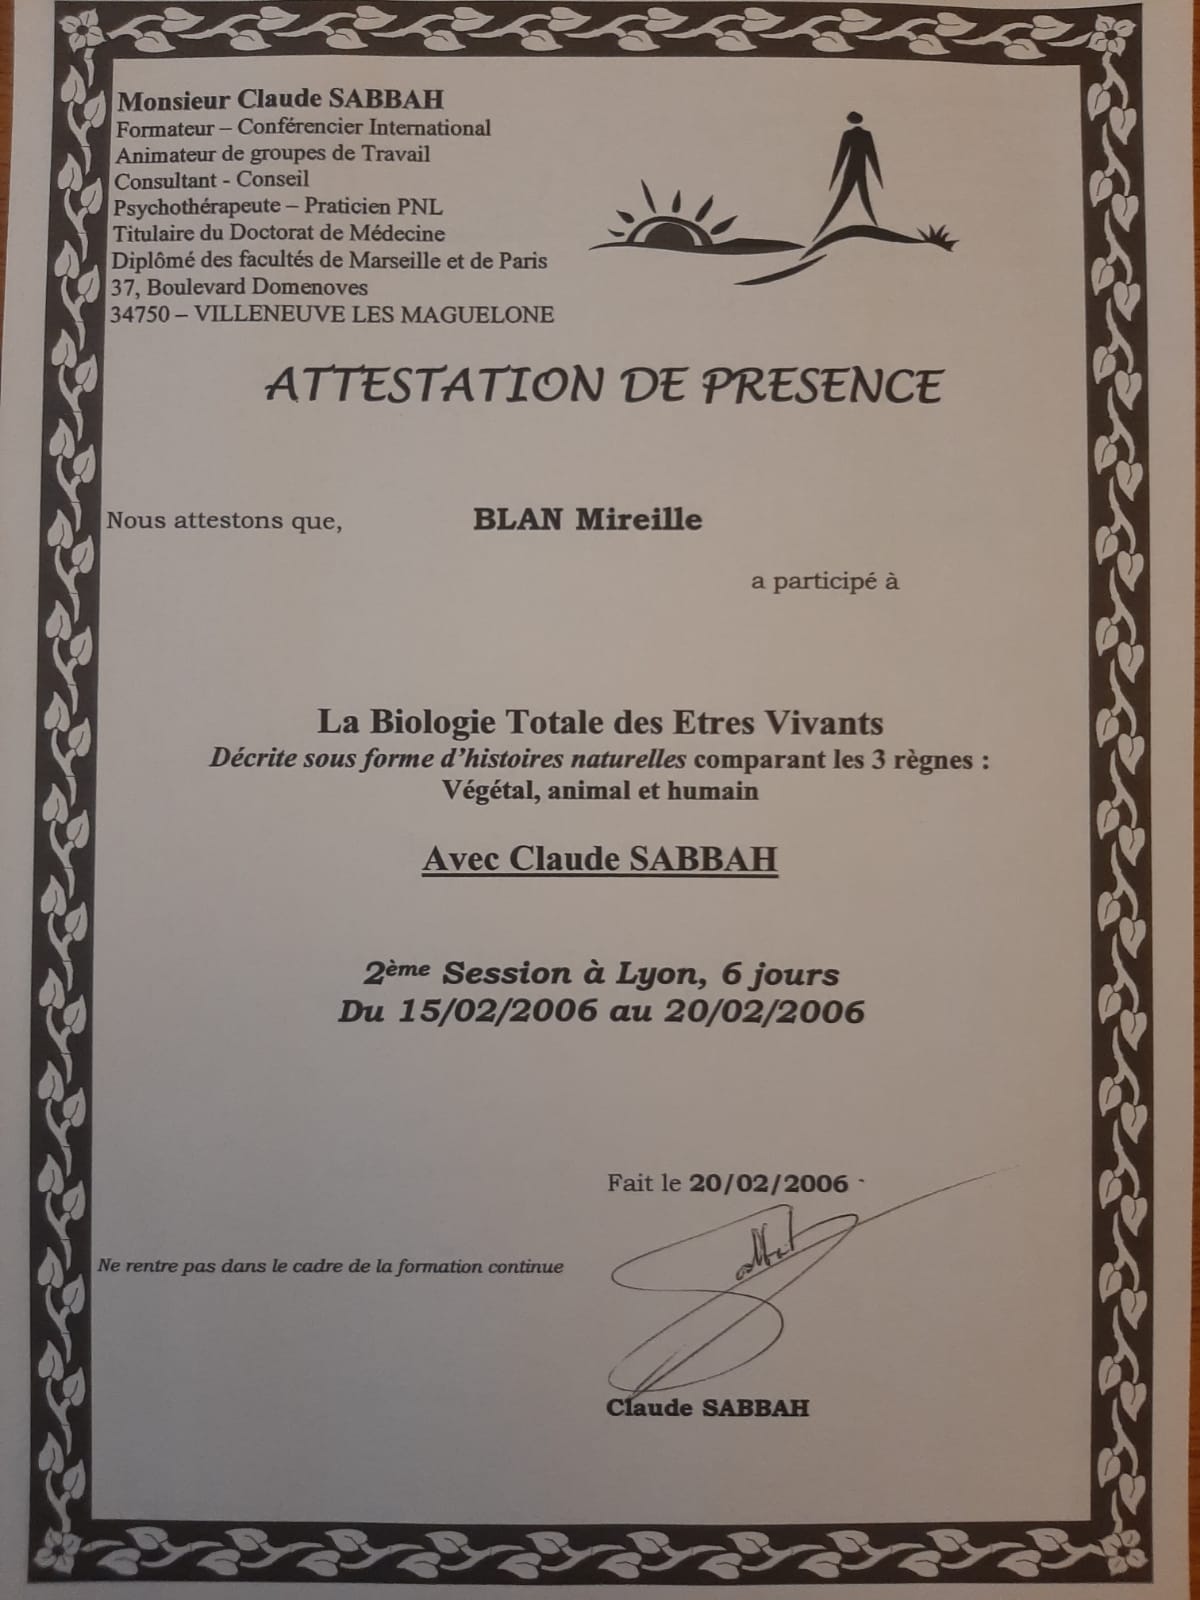 Monsieur Claude SABBAH
Formateur – Conférencier International
Animateur de groupes de Travail
Consultant - Conseil
Psychothérapeute – Praticien PNL
Titulaire du Doctorat de Médecine
Diplômé des facultés de Marseille et de Paris
37, Boulevard Domenoves
34750 – VILLENEUVE LES MAGUELONE
ATTESTATION DE PRESENCE
Nous attestons que, BLAN Mireille
a participé à
La Biologie Totale des Etres Vivants
Décrite sous forme d'histoires naturelles comparant les 3 règnes :
Végétal, animal et humain
Avec Claude SABBAH
2ème Session à Lyon, 6 jours
Du 15/02/2006 au 20/02/2006
Fait le 20/02/2006
Ne rentre pas dans le cadre de la formation continue
Claude SABBAH